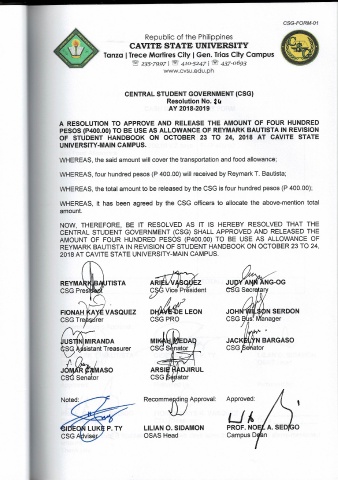 CSG-FORM-01
Republic of the Philippines
CAVITE STATE UNIVERSITY
Tanza | Trece Martires City | Gen. Trias City Campus
☏ 235-7997 | ☏ 410-5247 | ☏ 437-0693
www.cvsu.edu.ph
CENTRAL STUDENT GOVERNMENT (CSG)
Resolution No.
AY 2018-2019
A RESOLUTION TO APPROVE AND RELEASE THE AMOUNT OF FOUR HUNDRED
PESOS (P400.00) TO BE USE AS ALLOWANCE OF REYMARK BAUTISTA IN REVISION
OF STUDENT HANDBOOK ON OCTOBER 23 TO 24, 2018 AT CAVITE STATE
UNIVERSITY-MAIN CAMPUS.
WHEREAS, the said amount will cover the transportation and food allowance;
WHEREAS, four hundred pesos (P 400.00) will received by Reymark T. Bautista;
WHEREAS, the total amount to be released by the CSG is four hundred pesos (P 400.00);
WHEREAS, it has been agreed by the CSG officers to allocate the above-mention total
amount.
NOW, THEREFORE, BE IT RESOLVED AS IT IS HEREBY RESOLVED THAT THE
CENTRAL STUDENT GOVERNMENT (CSG) SHALL APPROVED AND RELEASED THE
AMOUNT OF FOUR HUNDRED PESOS (P400.00) TO BE USE AS ALLOWANCE OF
REYMARK BAUTISTA IN REVISION OF STUDENT HANDBOOK ON OCTOBER 23 TO 24,
2018 AT CAVITE STATE UNIVERSITY-MAIN CAMPUS.
REYMARK BAUTISTA ARIEL VASQUEZ JUDY ANN ANG-OG
CSG President CSG Vice President CSG Secretary
FIONAH KAYE VASQUEZ DHAVE DE LEON JOHN WILSON SERDON
CSG Treasurer CSG PRO CSG Bus. Manager
JUSTIN MIRANDA MIKAH MEDAQ JACKELYN BARGASO
CSG Assistant Treasurer CSG Senator CSG Senator
JOMAR CAMASO ARSIE RADJIRUL
CSG Senator CSG Senator
Noted: Recommending Approval: Approved:
GIDEON LUKE P. TY LILIAN O. SIDAMON PROF. NOEL A. SEDIGO
CSG Adviser OSAS Head Campus Dean